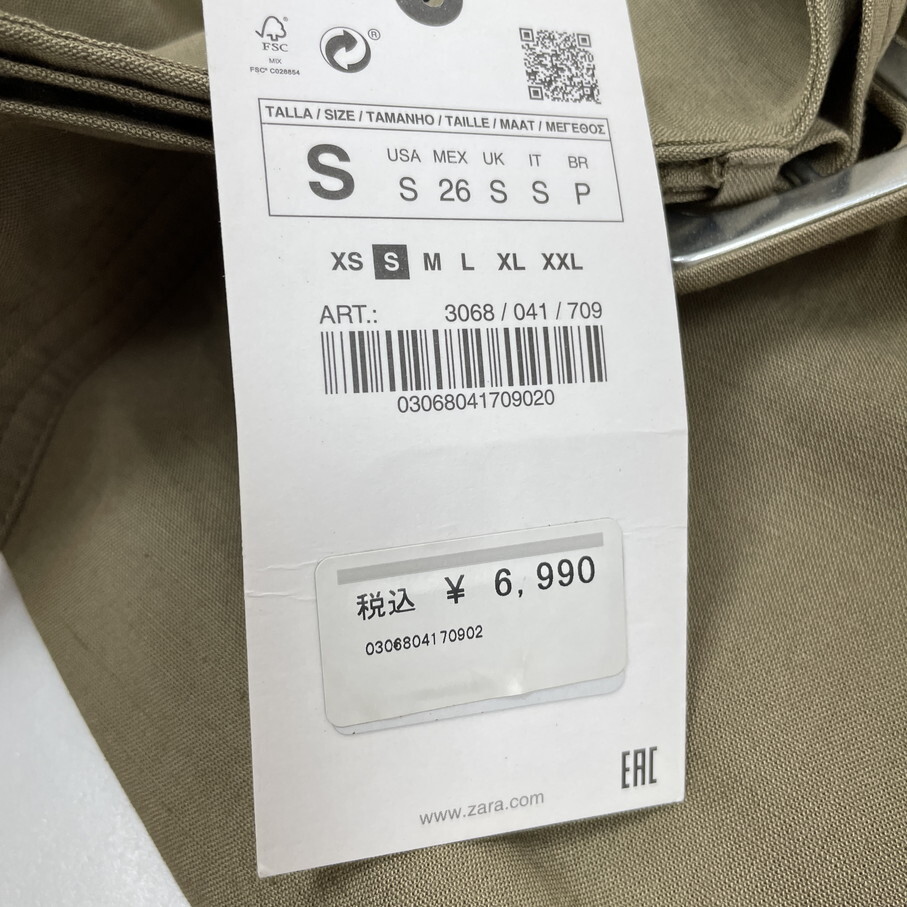 FSC
MIX
FSC® C028854
®
TALLA / SIZE / TAMANHO / TAILLE / MAAT / ΜΕΓΕΘΟΣ
S
USA MEX UK IT BR
S 26 S S P
XS S M L XL XXL
ART.: 3068 / 041 / 709
03068041709020
税込 ¥ 6,990
0306804170902
EAC
www.zara.com